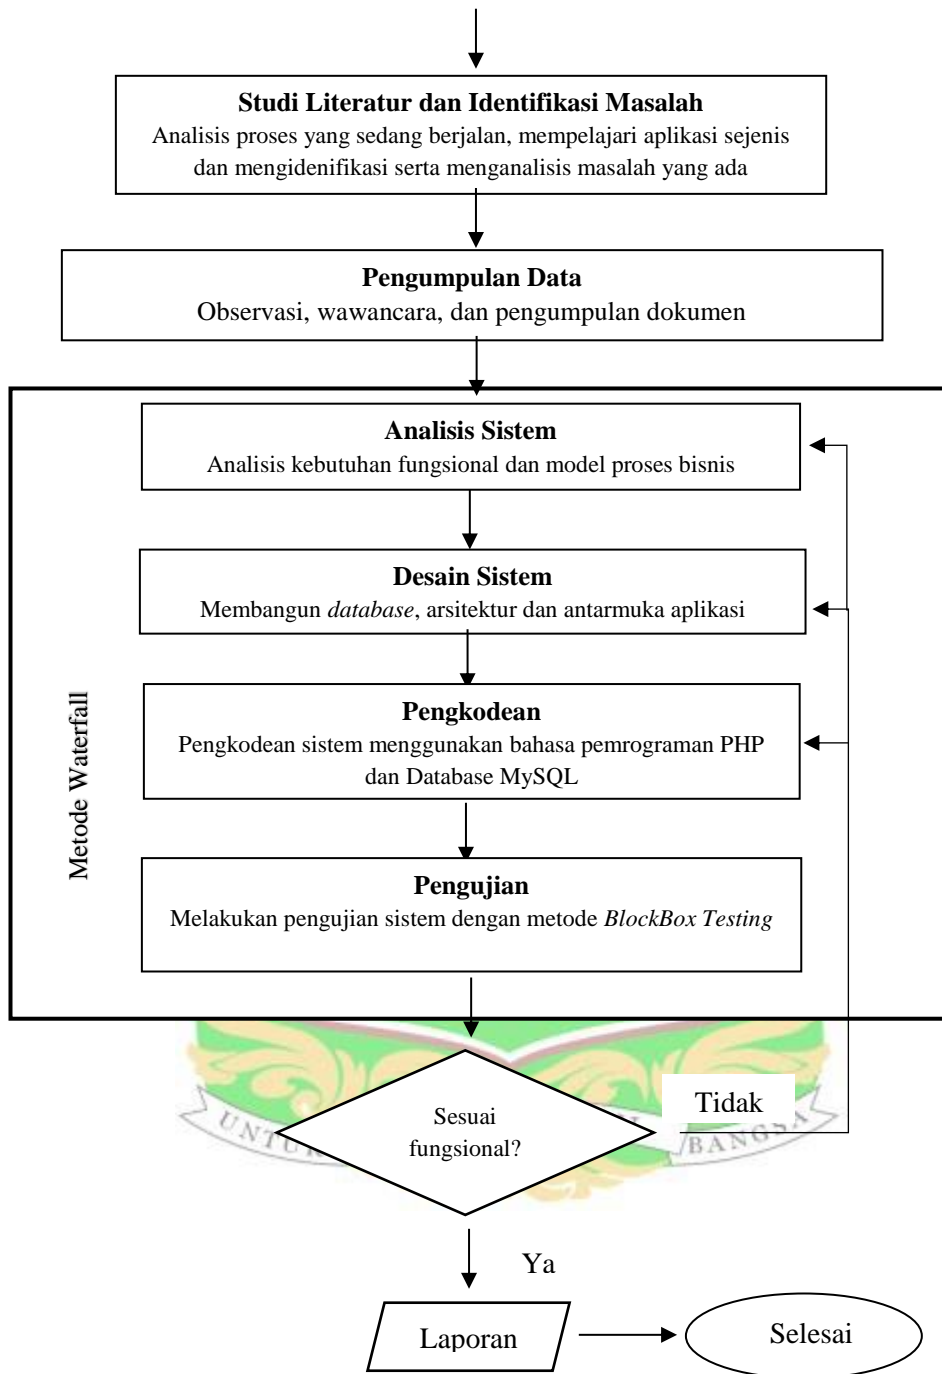 Studi Literatur dan Identifikasi Masalah
Analisis proses yang sedang berjalan, mempelajari aplikasi sejenis
dan mengidenifikasi serta menganalisis masalah yang ada
Pengumpulan Data
Observasi, wawancara, dan pengumpulan dokumen
Metode Waterfall
Analisis Sistem
Analisis kebutuhan fungsional dan model proses bisnis
Desain Sistem
Membangun database, arsitektur dan antarmuka aplikasi
Pengkodean
Pengkodean sistem menggunakan bahasa pemrograman PHP
dan Database MySQL
Pengujian
Melakukan pengujian sistem dengan metode BlockBox Testing
Sesuai
fungsional?
Tidak
BANGSA
Ya
Laporan
Selesai